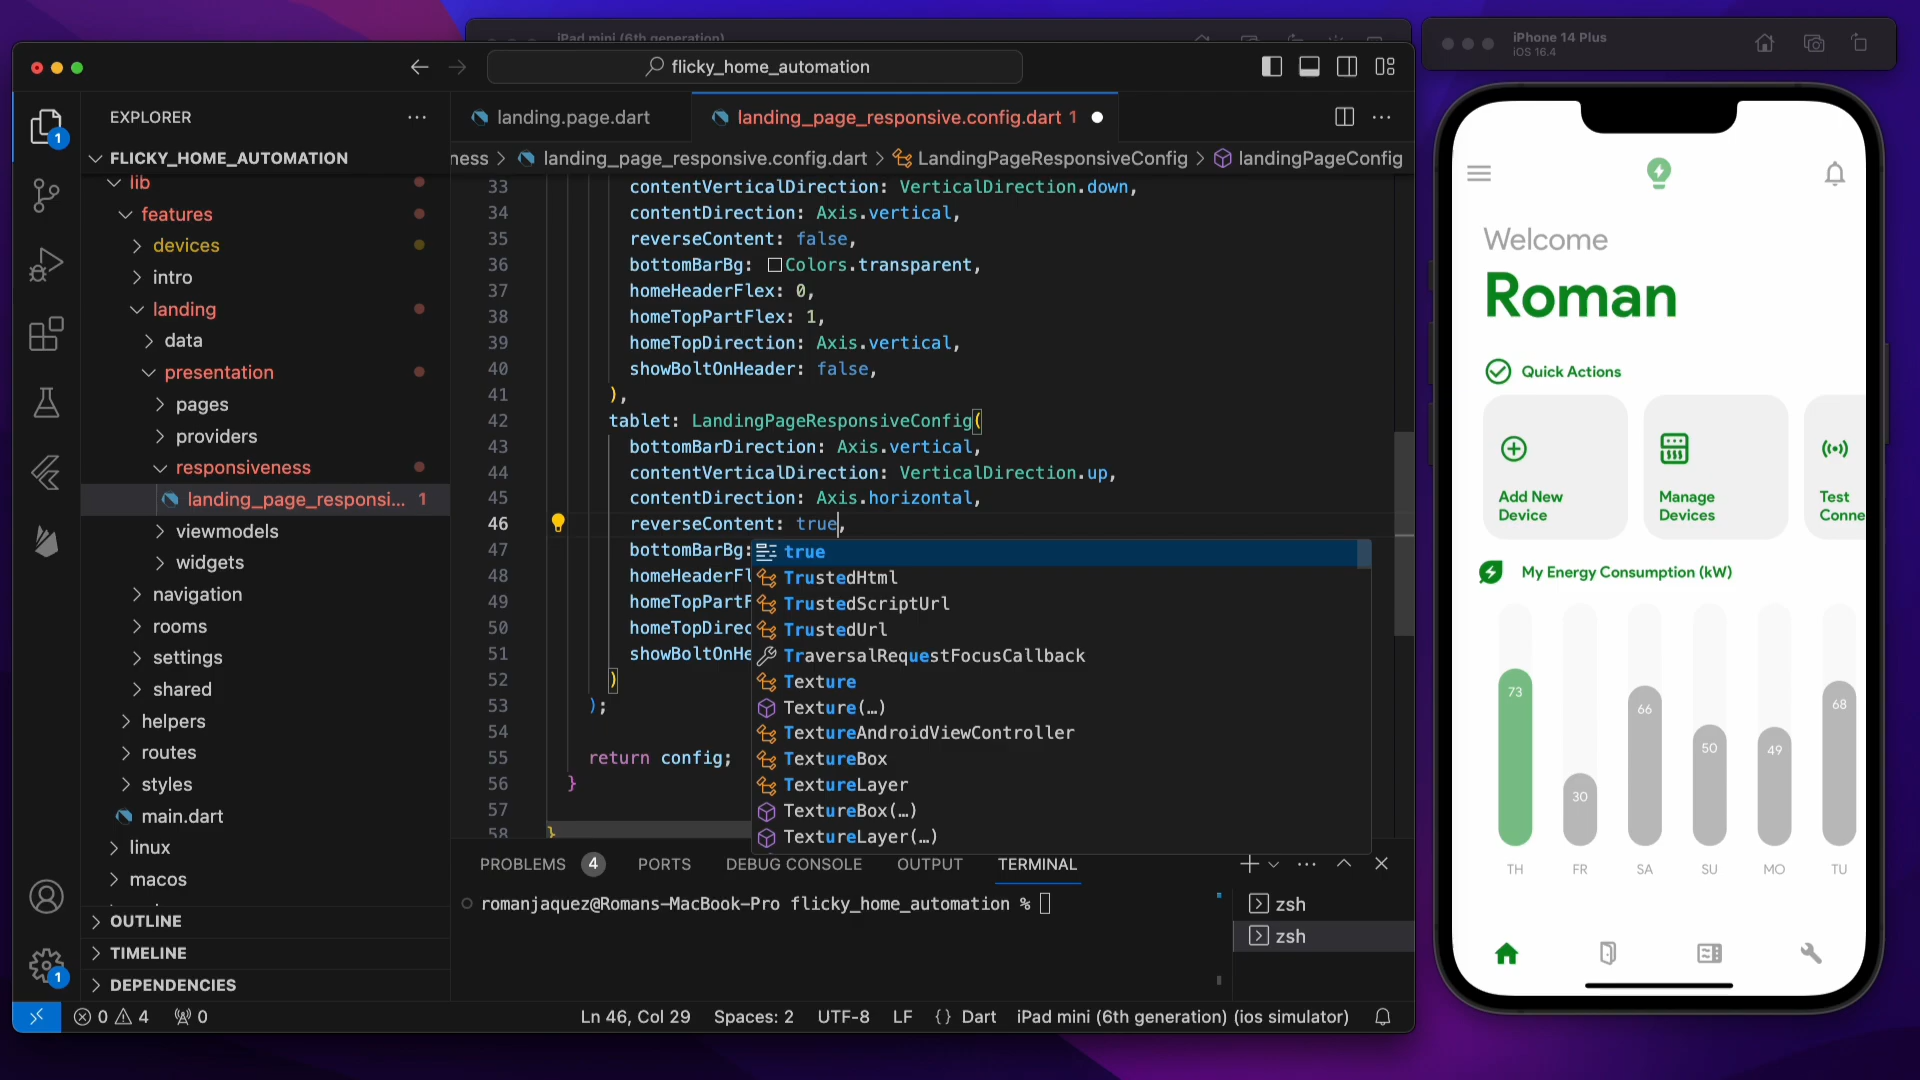 iPad mini (6th generation)
iPhone 14 Plus
iOS 16.4
flicky_home_automation
EXPLORER
FLICKY_HOME_AUTOMATION
lib
features
devices
intro
landing
data
presentation
pages
providers
responsiveness
landing_page_responsi... 1
viewmodels
widgets
navigation
rooms
settings
shared
helpers
routes
styles
main.dart
linux
macos
OUTLINE
TIMELINE
DEPENDENCIES
1
1
landing.page.dart
landing_page_responsive.config.dart 1
ness > landing_page_responsive.config.dart > LandingPageResponsiveConfig > landingPageConfig
33 contentVerticalDirection: VerticalDirection.down,
34 contentDirection: Axis.vertical,
35 reverseContent: false,
36 bottomBarBg: Colors.transparent,
37 homeHeaderFlex: 0,
38 homeTopPartFlex: 1,
39 homeTopDirection: Axis.vertical,
40 showBoltOnHeader: false,
41 ),
42 tablet: LandingPageResponsiveConfig(
43 bottomBarDirection: Axis.vertical,
44 contentVerticalDirection: VerticalDirection.up,
45 contentDirection: Axis.horizontal,
46 reverseContent: true,
47 bottomBarBg:
48 homeHeaderFl
49 homeTopPartF
50 homeTopDirec
51 showBoltOnHe
52 )
53 );
54
55 return config;
56 }
57
58 }
true
TrustedHtml
TrustedScriptUrl
TrustedUrl
TraversalRequestFocusCallback
Texture
Texture(…)
TextureAndroidViewController
TextureBox
TextureLayer
TextureBox(…)
TextureLayer(…)
PROBLEMS 4 PORTS DEBUG CONSOLE OUTPUT TERMINAL
romanjaquez@Romans-MacBook-Pro flicky_home_automation %
zsh
zsh
0 4 0 Ln 46, Col 29 Spaces: 2 UTF-8 LF {} Dart iPad mini (6th generation) (ios simulator)
Welcome
Roman
Quick Actions
Add New
Device
Manage
Devices
Test
Conne
My Energy Consumption (kW)
73
30
66
50
49
68
TH FR SA SU MO TU